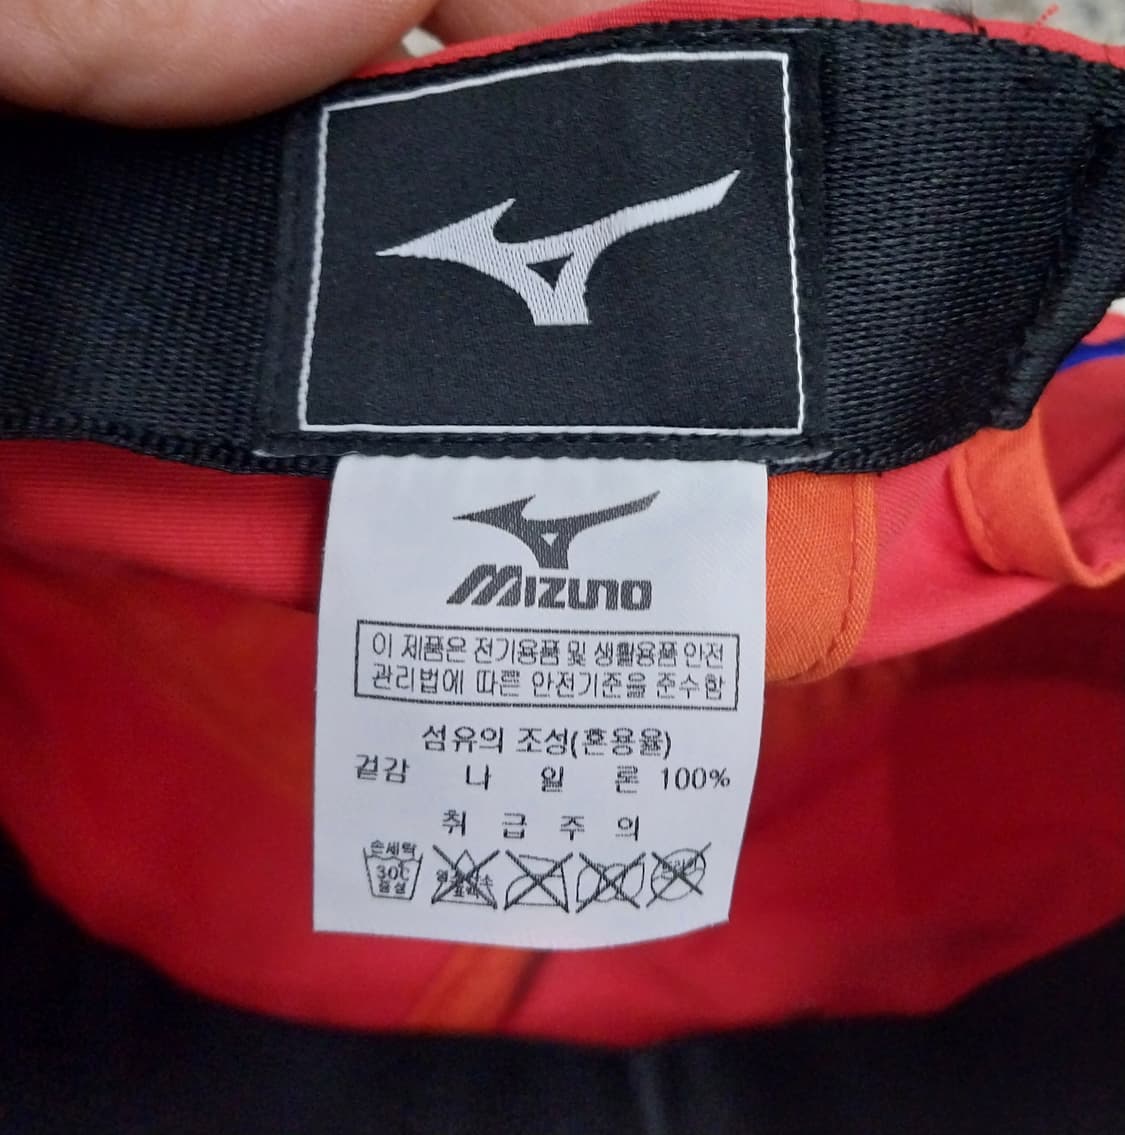 MIZUNO
이 제품은 전기용품 및 생활용품 안전
관리법에 따른 안전기준을 준수함
섬유의 조성(혼용율)
겉감 나 일 론 100%
취 급 주 의
손세탁
30℃